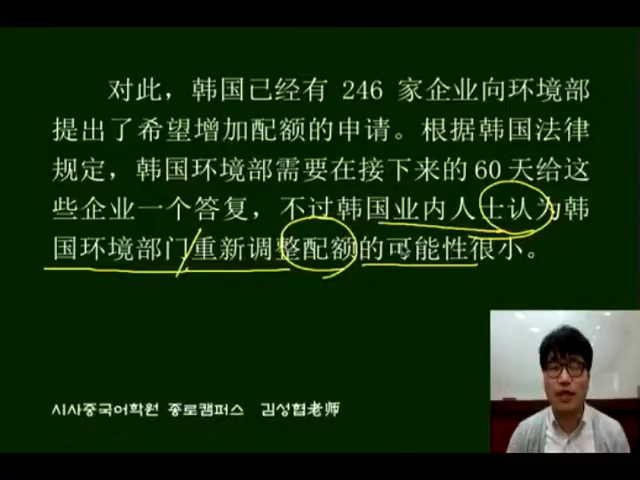 对此，韩国已经有 246 家企业向环境部
提出了希望增加配额的申请。根据韩国法律
规定，韩国环境部需要在接下来的 60 天给这
些企业一个答复，不过韩国业内人士认为韩
国环境部门重新调整配额的可能性很小。
시사중국어학원 종로캠퍼스 김성협老师